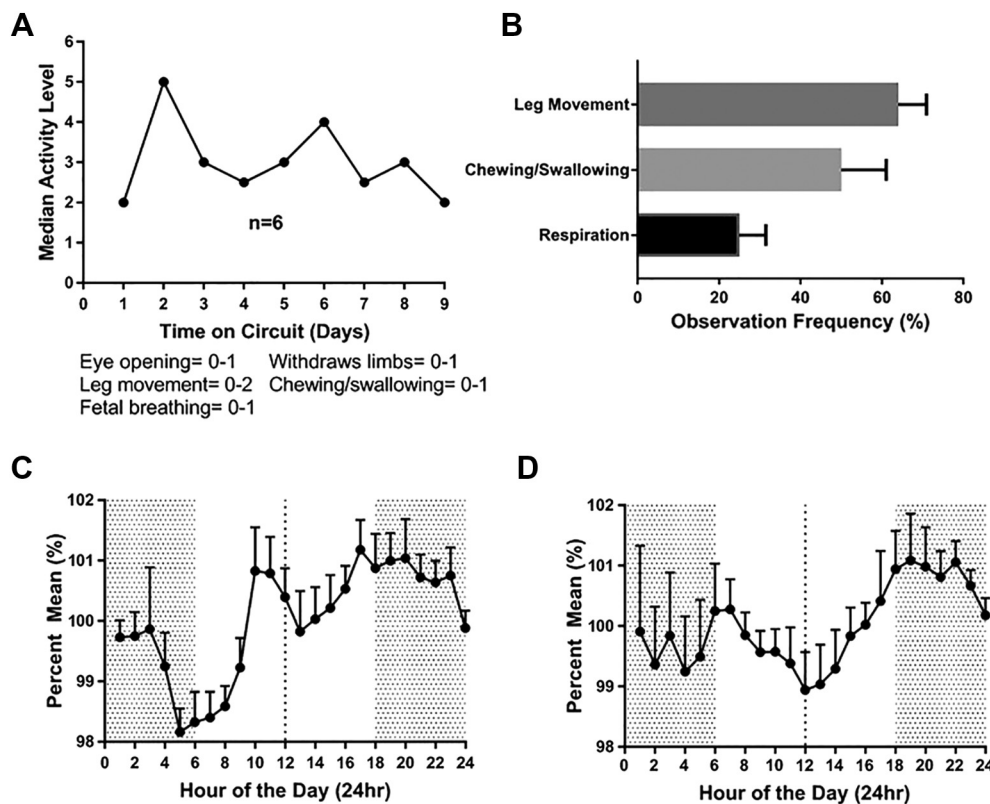 A
Median Activity Level
6
5
4
3
2
1
0
n=6
0 1 2 3 4 5 6 7 8 9
Time on Circuit (Days)
Eye opening= 0-1 Withdraws limbs= 0-1
Leg movement= 0-2 Chewing/swallowing= 0-1
Fetal breathing= 0-1
B
Leg Movement
Chewing/Swallowing
Respiration
0 20 40 60 80
Observation Frequency (%)
C
Percent Mean (%)
102
101
100
99
98
0 2 4 6 8 10 12 14 16 18 20 22 24
Hour of the Day (24hr)
D
Percent Mean (%)
102
101
100
99
98
0 2 4 6 8 10 12 14 16 18 20 22 24
Hour of the Day (24hr)